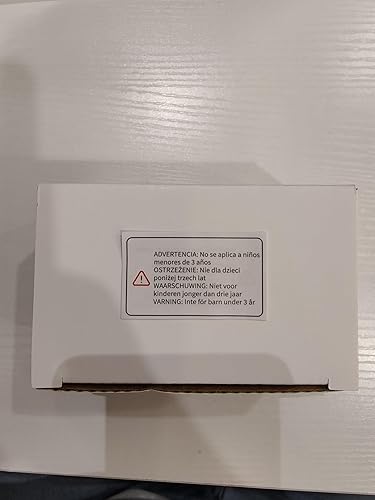 ADVERTENCIA: No se aplica a niños
menores de 3 años
OSTRZEŻENIE: Nie dla dzieci
poniżej trzech lat
WAARSCHUWING: Niet voor
kinderen jonger dan drie jaar
VARNING: Inte för barn under 3 år